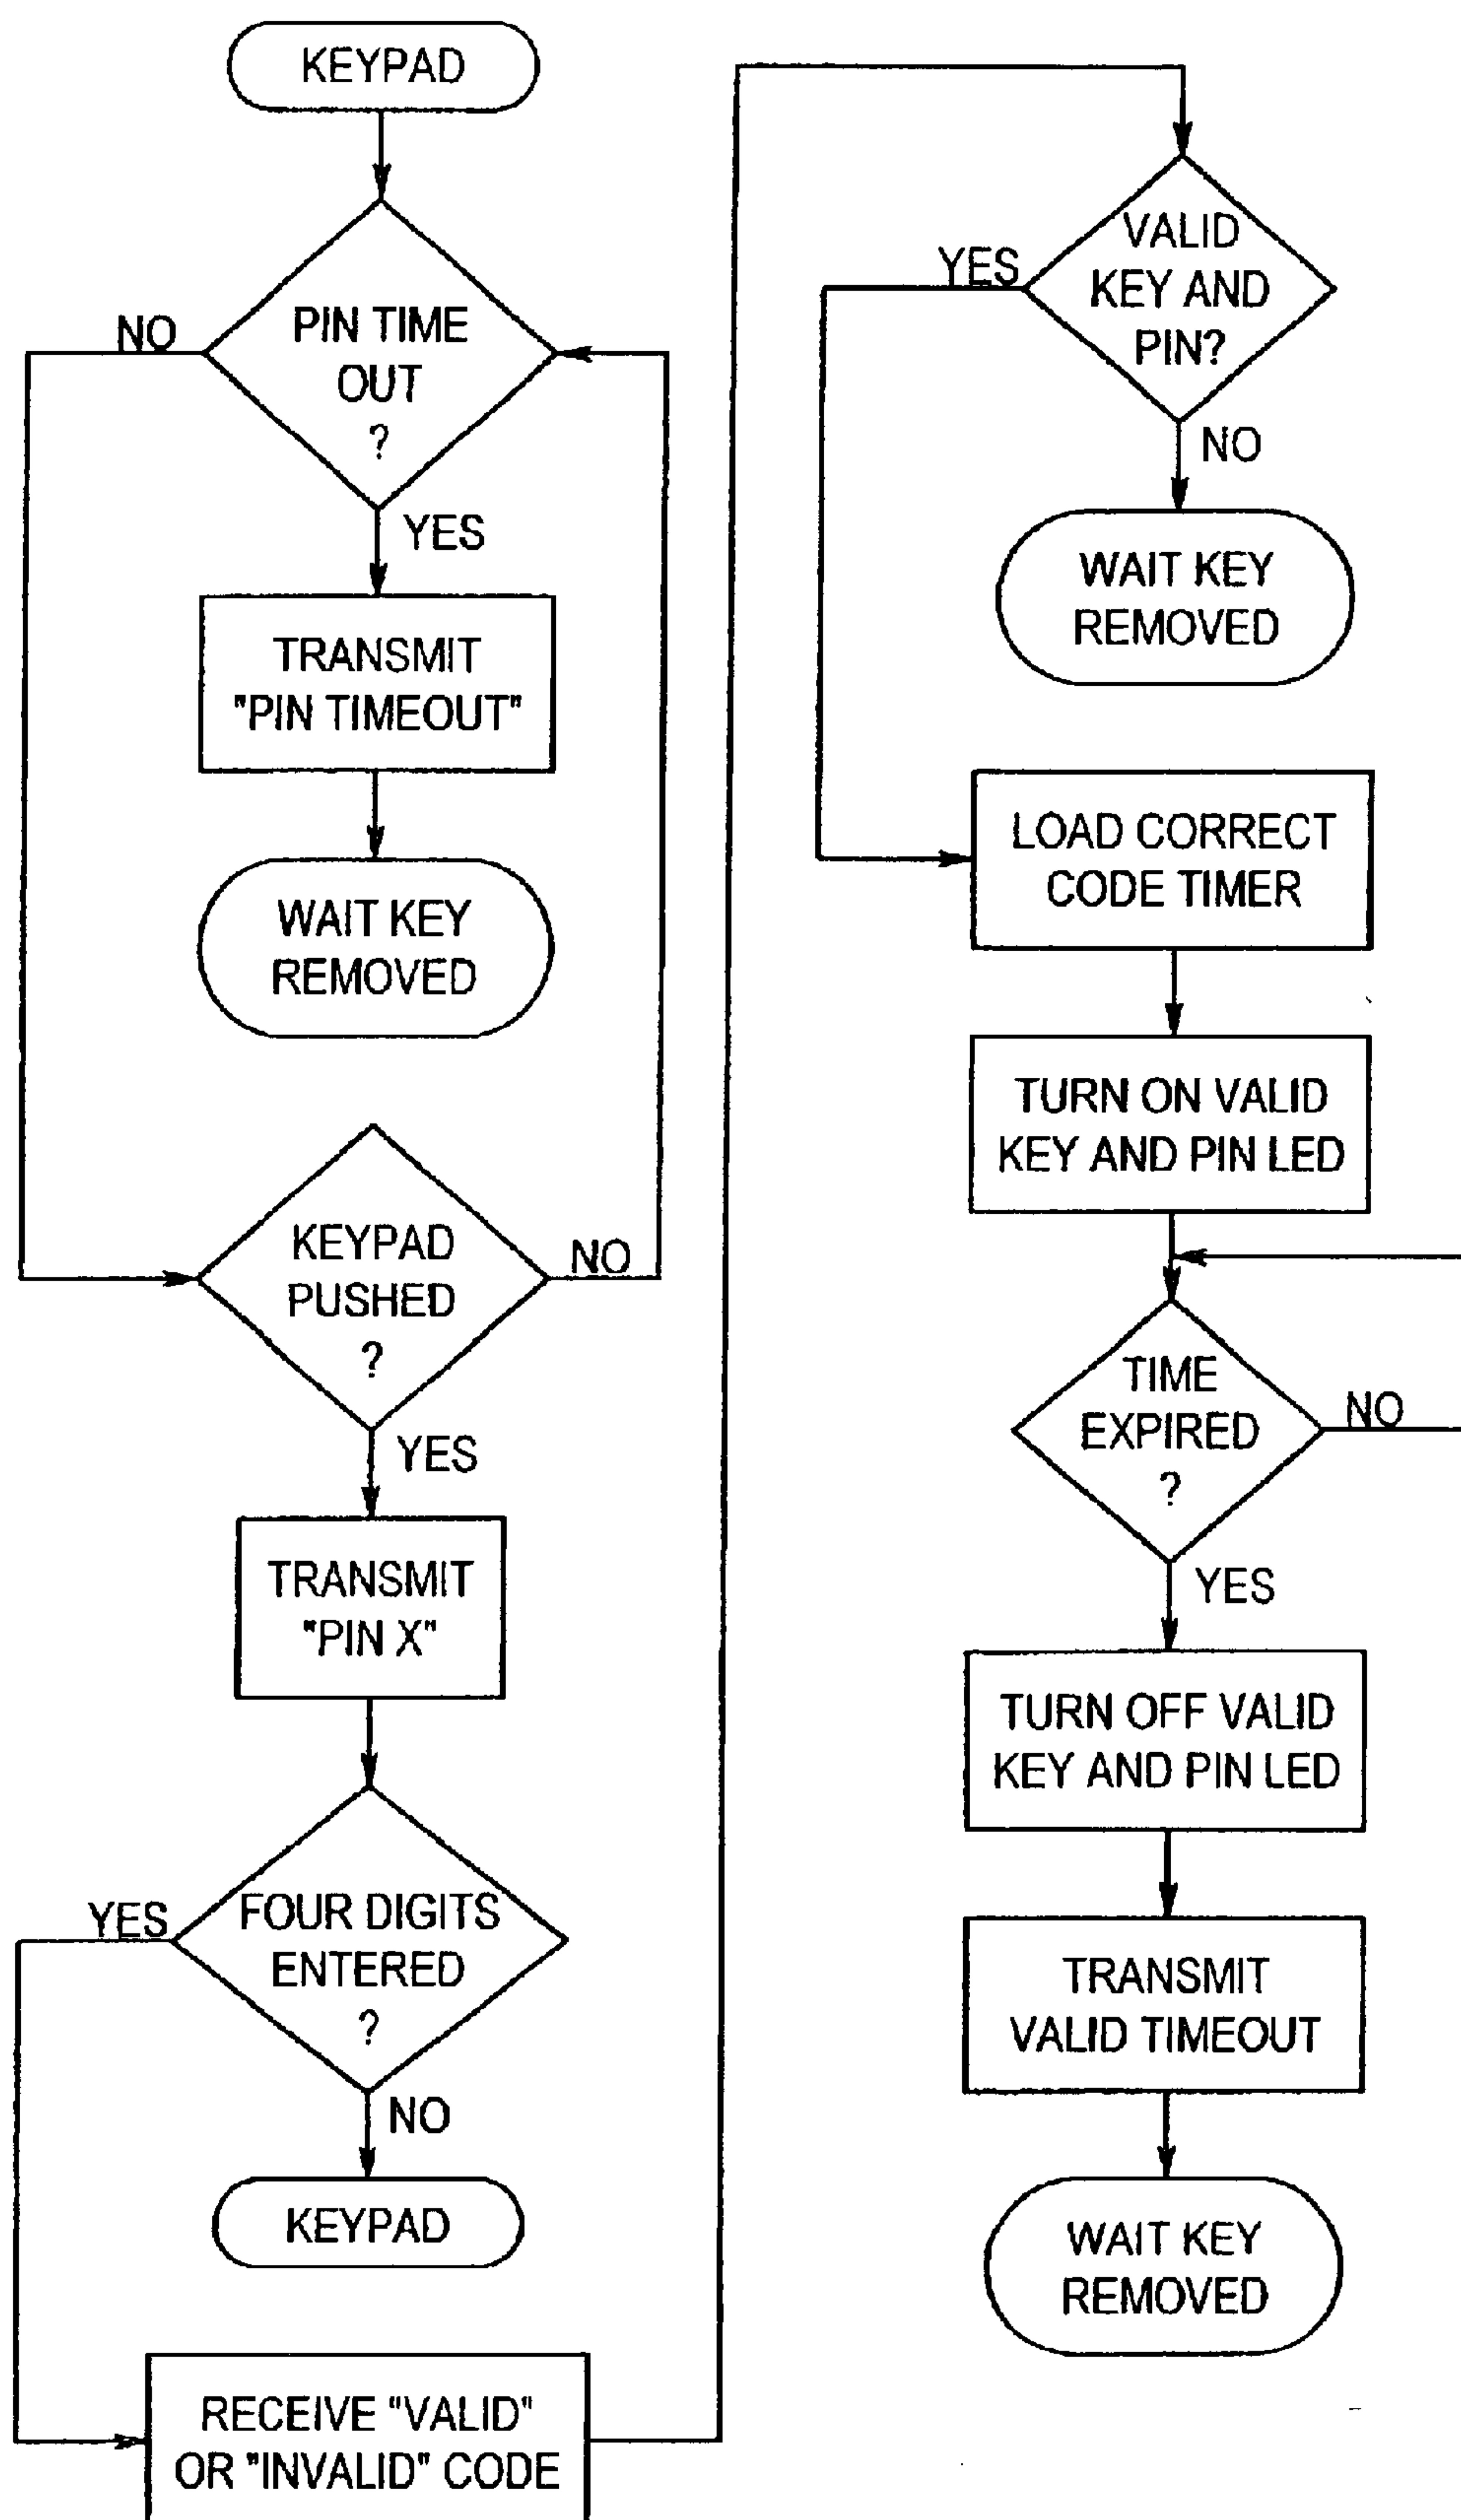 KEYPAD
NO
PIN TIME
OUT
?
YES
TRANSMIT
"PIN TIMEOUT"
WAIT KEY
REMOVED
KEYPAD
PUSHED
?
NO
YES
TRANSMIT
"PIN X"
YES
FOUR DIGITS
ENTERED
?
NO
KEYPAD
RECEIVE "VALID"
OR "INVALID" CODE
YES
VALID
KEY AND
PIN?
NO
WAIT KEY
REMOVED
LOAD CORRECT
CODE TIMER
TURN ON VALID
KEY AND PIN LED
TIME
EXPIRED
?
NO
YES
TURN OFF VALID
KEY AND PIN LED
TRANSMIT
VALID TIMEOUT
WAIT KEY
REMOVED